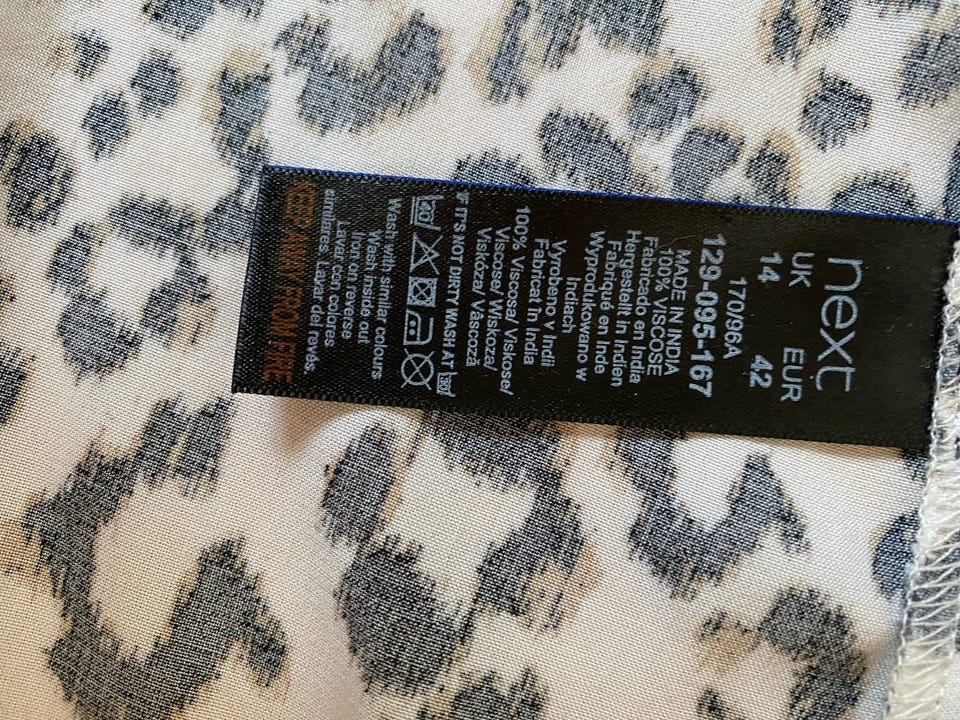 next
UK EUR
14 42
170/96A
129-095-167
MADE IN INDIA
100% VISCOSE
Fabricado en India
Hergestellt in Indien
Fabriqué en Inde
Wyprodukowano w
Indiach
Vyrobeno v Indii
Fabricat în India
100% Viscosa/ Viskose/
Viscose/ Wiskoza/
Viskóza/ Vâscoză
IF IT'S NOT DIRTY WASH AT 30
40
Wash with similar colours
Wash inside out
Iron on reverse
Lavar con colores
similares. Lavar del revés.
KEEP AWAY FROM FIRE